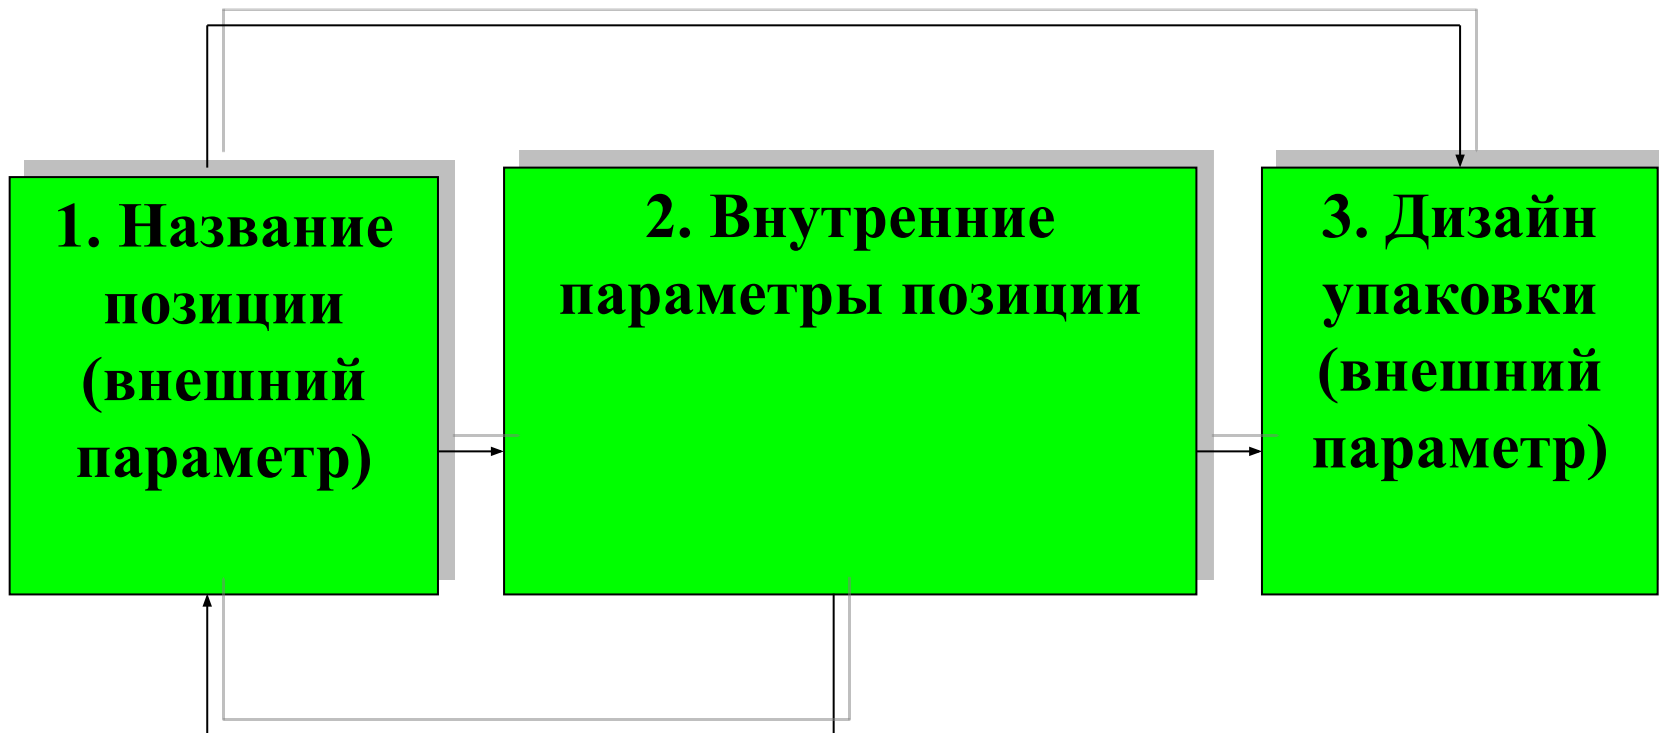 1. Название
позиции
(внешний
параметр)
2. Внутренние
параметры позиции
3. Дизайн
упаковки
(внешний
параметр)